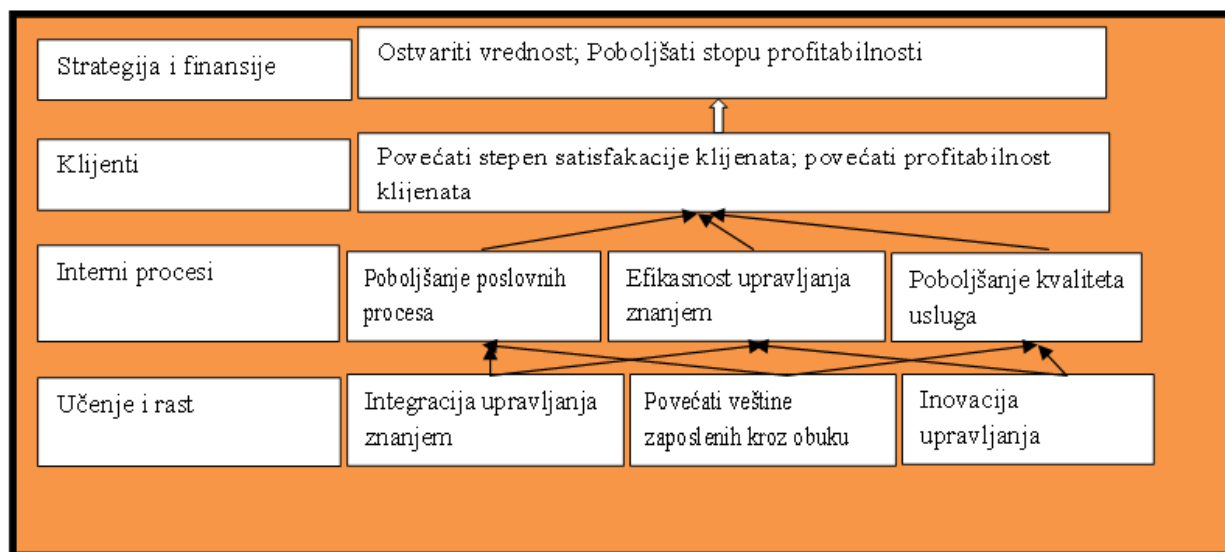 Strategija i finansije
Ostvariti vrednost; Poboljšati stopu profitabilnosti
Klijenti
Povećati stepen satisfakacije klijenata; povećati profitabilnost
klijenata
Interni procesi
Poboljšanje poslovnih
procesa
Efikasnost upravljanja
znanjem
Poboljšanje kvaliteta
usluga
Učenje i rast
Integracija upravljanja
znanjem
Povećati veštine
zaposlenih kroz obuku
Inovacija
upravljanja